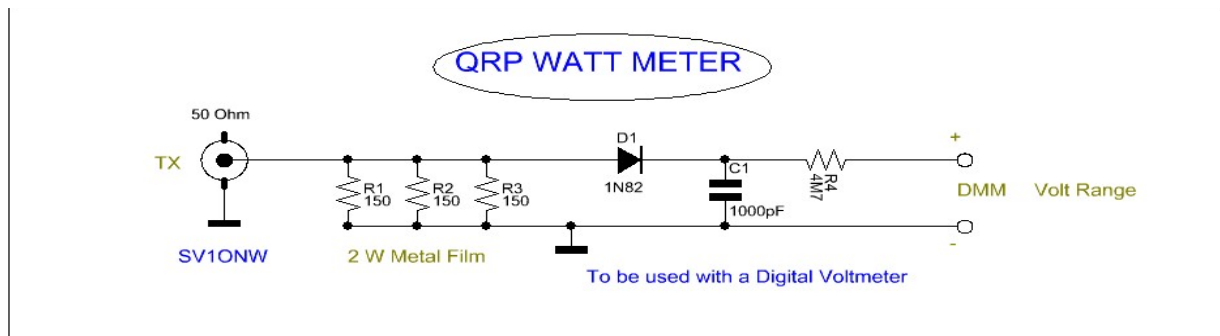 QRP WATT METER
50 Ohm
TX
R1
150
R2
150
R3
150
D1
1N82
C1
1000pF
R4
4M7
+
DMM Volt Range
-
SV1ONW
2 W Metal Film
To be used with a Digital Voltmeter